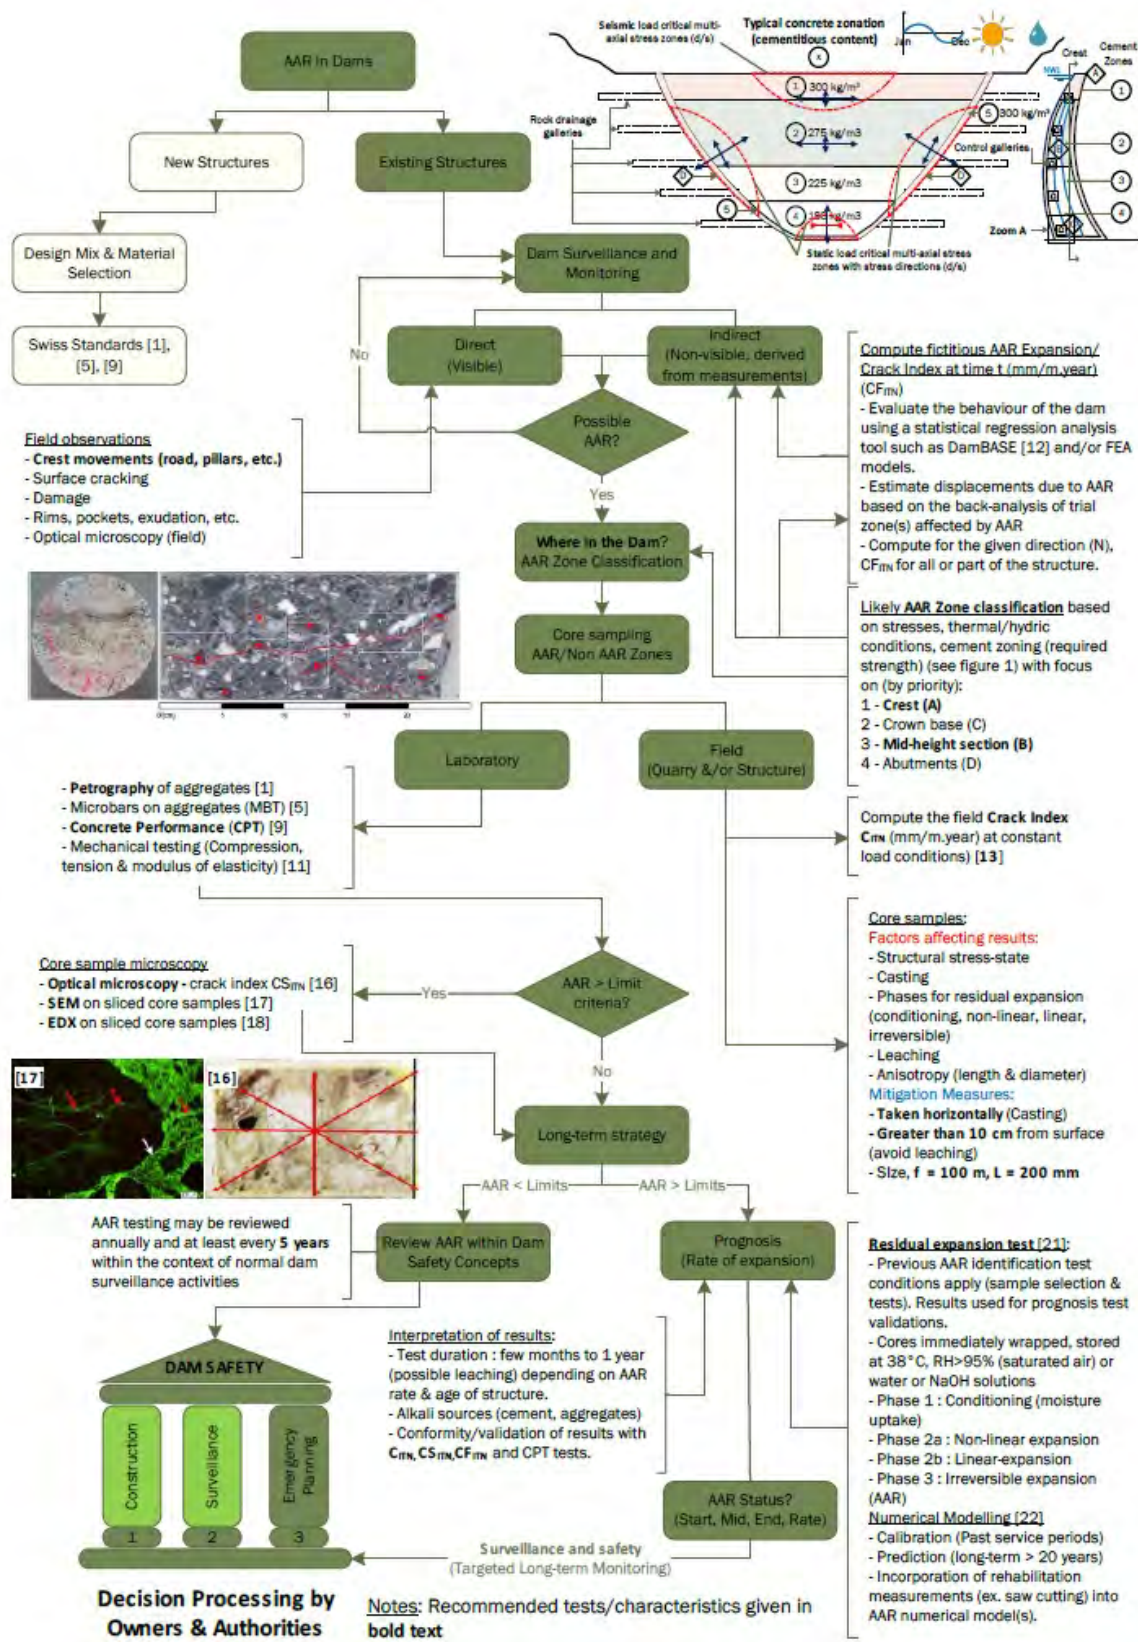 AAR In Dams
New Structures
Existing Structures
Design Mix & Material
Selection
Swiss Standards [1],
[5], [9]
Seismic load critical multi-
axial stress zones (d/s)
Typical concrete zonation
(cementitious content)
x
Jan
Dec
Crest
Cement
Zones
NWL
A
1
1 300 kg/m³
Rock drainage
galleries
5 300 kg/m³
2 275 kg/m3
Control galleries
B
2
D
D
3 225 kg/m3
3
5
4
4
Zoom A
Static load critical multi-axial stress
zones with stress directions (d/s)
Dam Surveillance and
Monitoring
No
Direct
(Visible)
Indirect
(Non-visible, derived
from measurements)
Possible
AAR?
Yes
Field observations
- Crest movements (road, pillars, etc.)
- Surface cracking
- Damage
- Rims, pockets, exudation, etc.
- Optical microscopy (field)
Compute fictitious AAR Expansion/
Crack Index at time t (mm/m.year)
(CFITN)
- Evaluate the behaviour of the dam
using a statistical regression analysis
tool such as DamBASE [12] and/or FEA
models.
- Estimate displacements due to AAR
based on the back-analysis of trial
zone(s) affected by AAR
- Compute for the given direction (N),
CFITN for all or part of the structure.
Where in the Dam?
AAR Zone Classification
Core sampling
AAR/Non AAR Zones
Likely AAR Zone classification based
on stresses, thermal/hydric
conditions, cement zoning (required
strength) (see figure 1) with focus
on (by priority):
1 - Crest (A)
2 - Crown base (C)
3 - Mid-height section (B)
4 - Abutments (D)
Laboratory
Field
(Quarry &/or Structure)
- Petrography of aggregates [1]
- Microbars on aggregates (MBT) [5]
- Concrete Performance (CPT) [9]
- Mechanical testing (Compression,
tension & modulus of elasticity) [11]
Compute the field Crack Index
CITN (mm/m.year) at constant
load conditions) [13]
Core samples:
Factors affecting results:
- Structural stress-state
- Casting
- Phases for residual expansion
(conditioning, non-linear, linear,
irreversible)
- Leaching
- Anisotropy (length & diameter)
Mitigation Measures:
- Taken horizontally (Casting)
- Greater than 10 cm from surface
(avoid leaching)
- Size, f = 100 m, L = 200 mm
AAR > Limit
criteria?
Yes
No
Core sample microscopy
- Optical microscopy - crack index CSITN [16]
- SEM on sliced core samples [17]
- EDX on sliced core samples [18]
[17]
[16]
Long-term strategy
AAR < Limits
AAR > Limits
AAR testing may be reviewed
annually and at least every 5 years
within the context of normal dam
surveillance activities
Review AAR within Dam
Safety Concepts
Prognosis
(Rate of expansion)
Residual expansion test [21]:
- Previous AAR identification test
conditions apply (sample selection &
tests). Results used for prognosis test
validations.
- Cores immediately wrapped, stored
at 38°C, RH>95% (saturated air) or
water or NaOH solutions
- Phase 1 : Conditioning (moisture
uptake)
- Phase 2a : Non-linear expansion
- Phase 2b : Linear-expansion
- Phase 3 : Irreversible expansion
(AAR)
Numerical Modelling [22]
- Calibration (Past service periods)
- Prediction (long-term > 20 years)
- Incorporation of rehabilitation
measurements (ex. saw cutting) into
AAR numerical model(s).
Interpretation of results:
- Test duration : few months to 1 year
(possible leaching) depending on AAR
rate & age of structure.
- Alkali sources (cement, aggregates)
- Conformity/validation of results with
CITN, CSITN, CFITN and CPT tests.
DAM SAFETY
Construction
Surveillance
Emergency
Planning
1
2
3
AAR Status?
(Start, Mid, End, Rate)
Surveillance and safety
(Targeted Long-term Monitoring)
Decision Processing by
Owners & Authorities
Notes: Recommended tests/characteristics given in
bold text